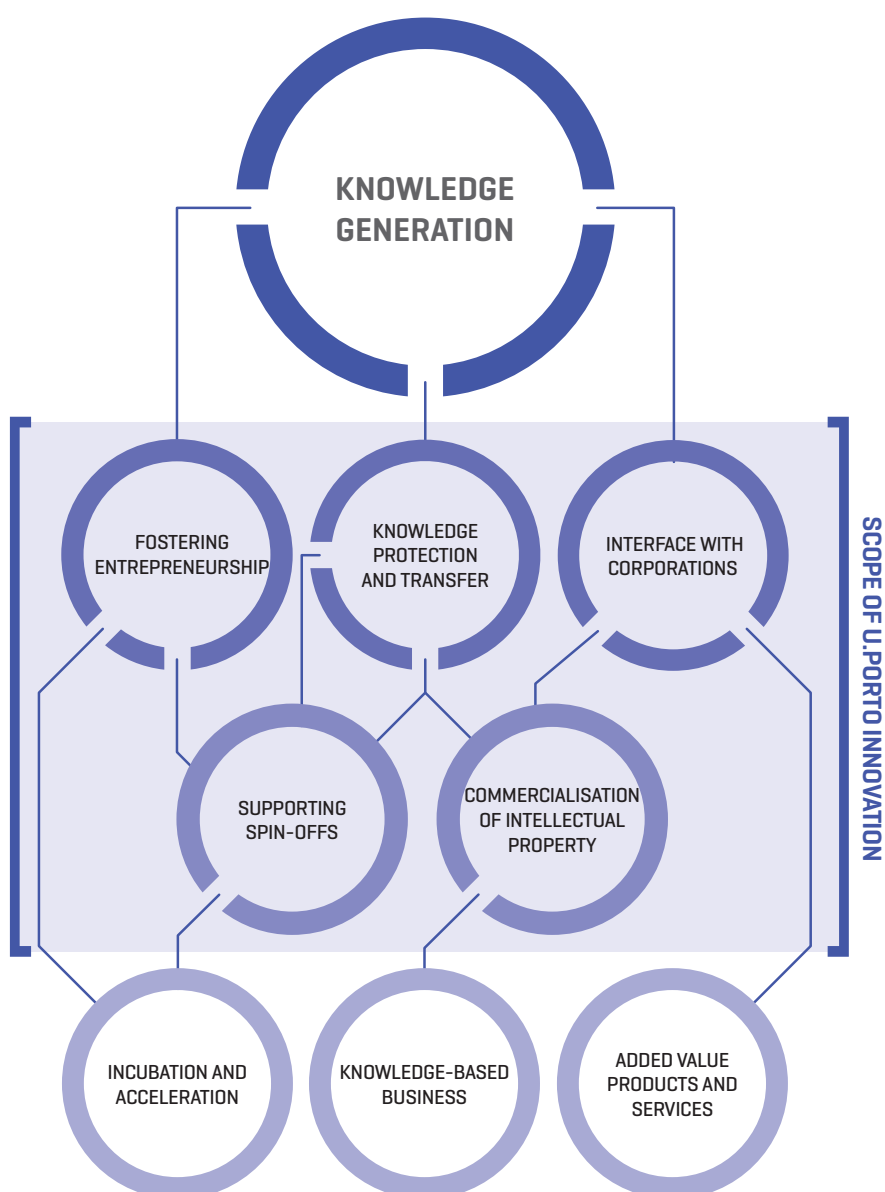 KNOWLEDGE
GENERATION
FOSTERING
ENTREPRENEURSHIP
KNOWLEDGE
PROTECTION
AND TRANSFER
INTERFACE WITH
CORPORATIONS
SCOPE OF U.PORTO INNOVATION
SUPPORTING
SPIN-OFFS
COMMERCIALISATION
OF INTELLECTUAL
PROPERTY
INCUBATION AND
ACCELERATION
KNOWLEDGE-BASED
BUSINESS
ADDED VALUE
PRODUCTS AND
SERVICES